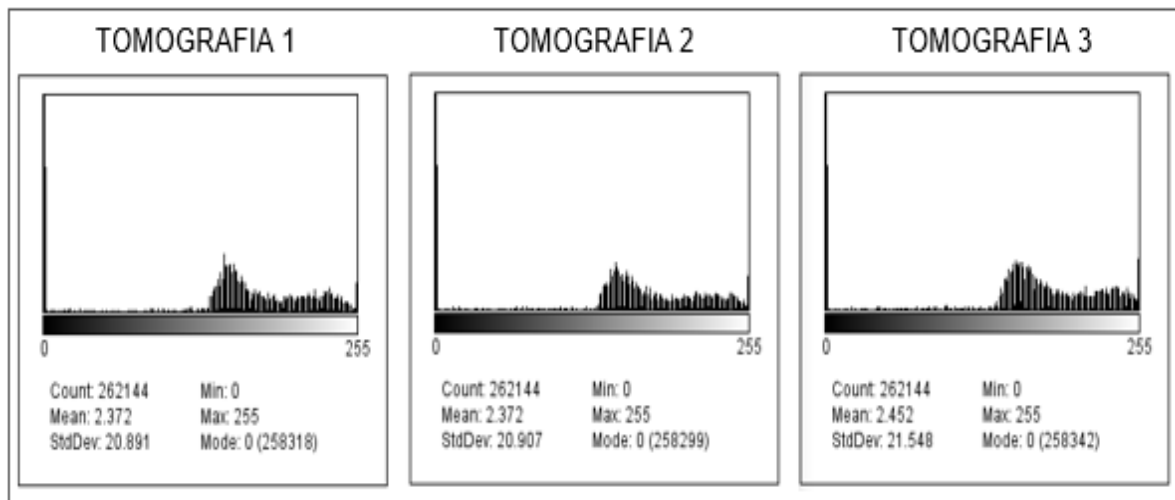 TOMOGRAFIA 1
0 255
Count: 262144 Min: 0
Mean: 2.372 Max: 255
StdDev: 20.891 Mode: 0 (258318)
TOMOGRAFIA 2
0 255
Count: 262144 Min: 0
Mean: 2.372 Max: 255
StdDev: 20.907 Mode: 0 (258299)
TOMOGRAFIA 3
0 255
Count: 262144 Min: 0
Mean: 2.452 Max: 255
StdDev: 21.548 Mode: 0 (258342)